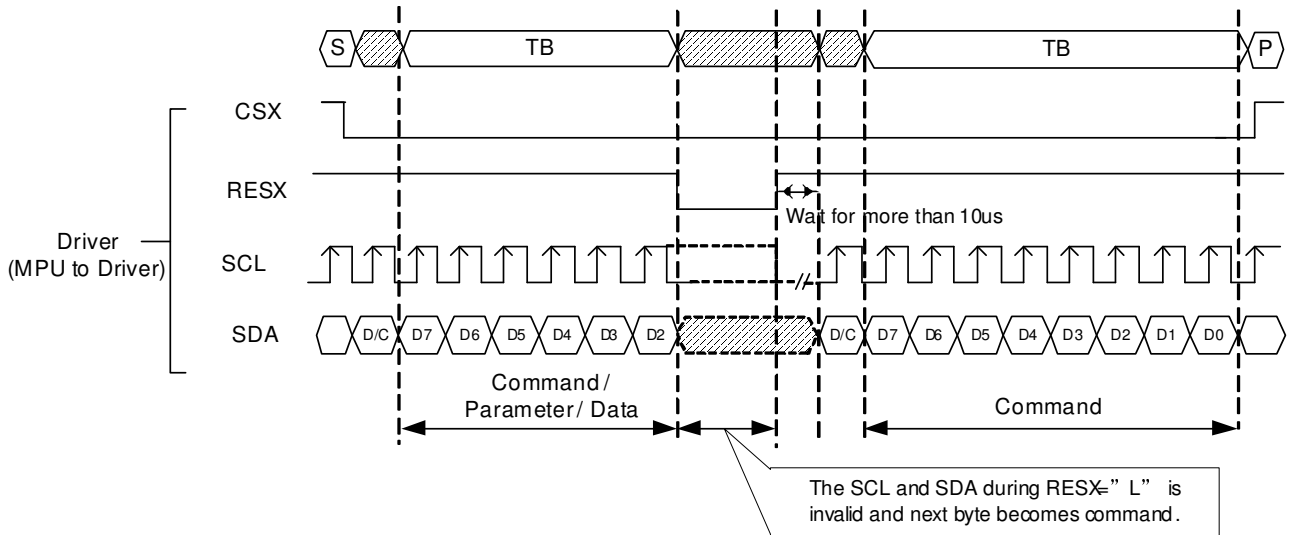 S TB TB P
CSX
RESX
Wait for more than 10us
Driver
(MPU to Driver)
SCL
SDA D/C D7 D6 D5 D4 D3 D2 D/C D7 D6 D5 D4 D3 D2 D1 D0
Command/
Parameter/ Data
Command
The SCL and SDA during RESX=” L” is
invalid and next byte becomes command.